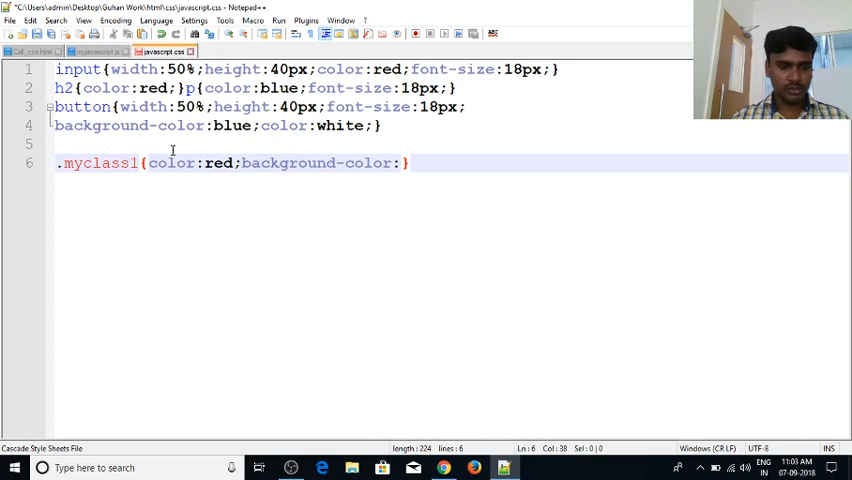 *C:\Users\admin\Desktop\Guhan Work\html\css\javascript.css - Notepad++
File Edit Search View Encoding Language Settings Tools Macro Run Plugins Window ?
Call_css.html myjavascript.js javascript.css
1 input{width:50%;height:40px;color:red;font-size:18px;}
2 h2{color:red;}p{color:blue;font-size:18px;}
3 button{width:50%;height:40px;font-size:18px;
4 background-color:blue;color:white;}
5
6 .myclass1{color:red;background-color:}
Cascade Style Sheets File length : 224 lines : 6 Ln : 6 Col : 38 Sel : 0 | 0 Windows (CR LF) UTF-8 INS
Type here to search
ENG 11:03 AM
IN 07-09-2018